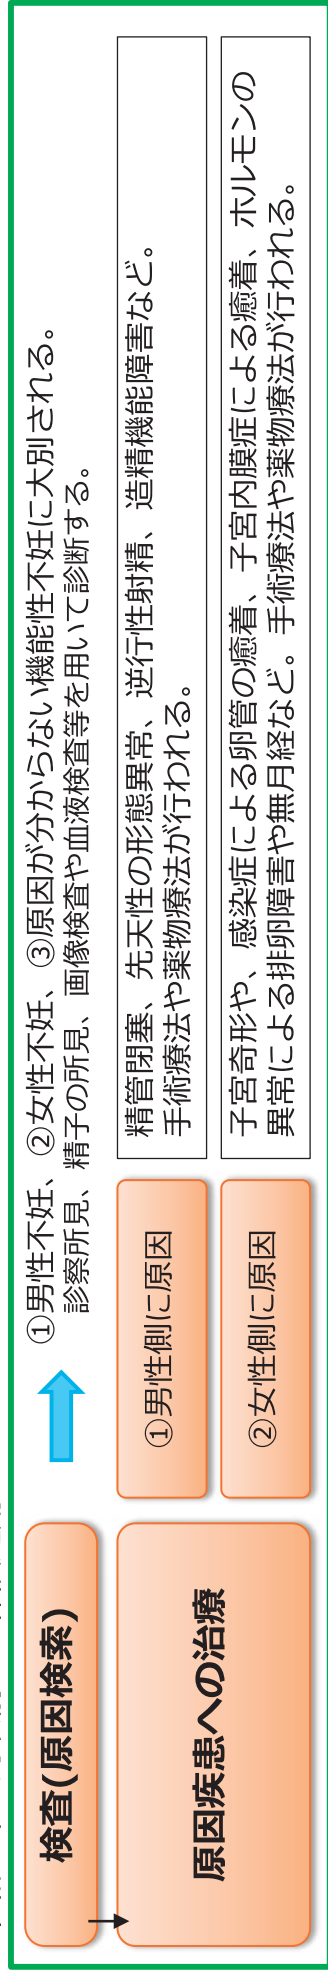 検査(原因検索)
①男性不妊、②女性不妊、③原因が分からない機能性不妊に大別される。
診察所見、精子の所見、画像検査や血液検査等を用いて診断する。
原因疾患への治療
①男性側に原因
精管閉塞、先天性の形態異常、逆行性射精、造精機能障害など。
手術療法や薬物療法が行われる。
②女性側に原因
子宮奇形や、感染症による卵管の癒着、子宮内膜症による癒着、ホルモンの
異常による排卵障害や無月経など。手術療法や薬物療法が行われる。